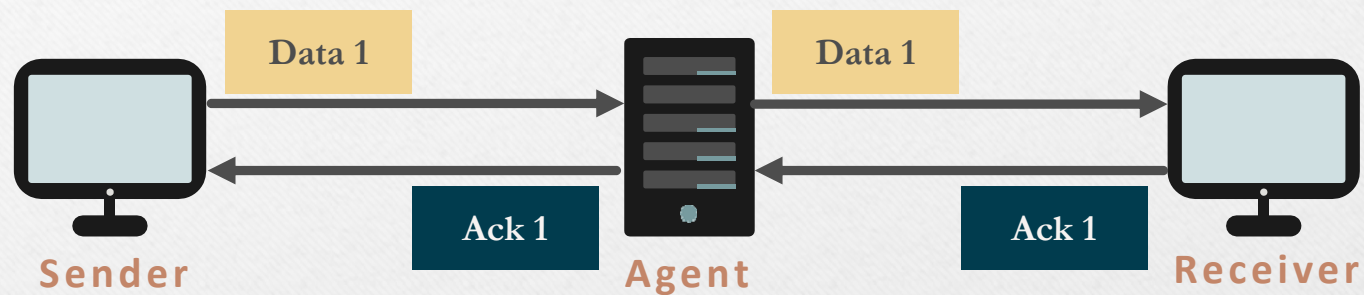 Data 1
Data 1
Ack 1
Ack 1
Sender
Agent
Receiver